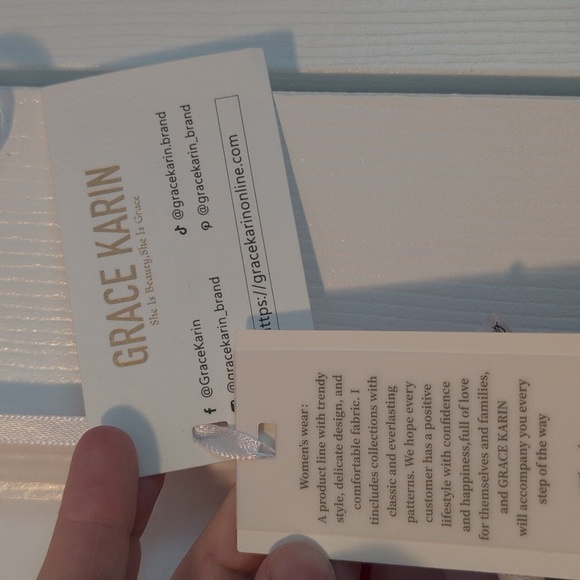 GRACE KARIN
She Is Beauty,She Is Grace
@GraceKarin
@gracekarin.brand
@gracekarin_brand
@gracekarin_brand
https://gracekarinonline.com
Women's wear:
A product line with trendy
style, delicate design, and
comfortable fabric. I
tincludes collections with
classic and everlasting
patterns. We hope every
customer has a positive
lifestyle with confidence
and happiness,full of love
for themselves and families,
and GRACE KARIN
will accompany you every
step of the way